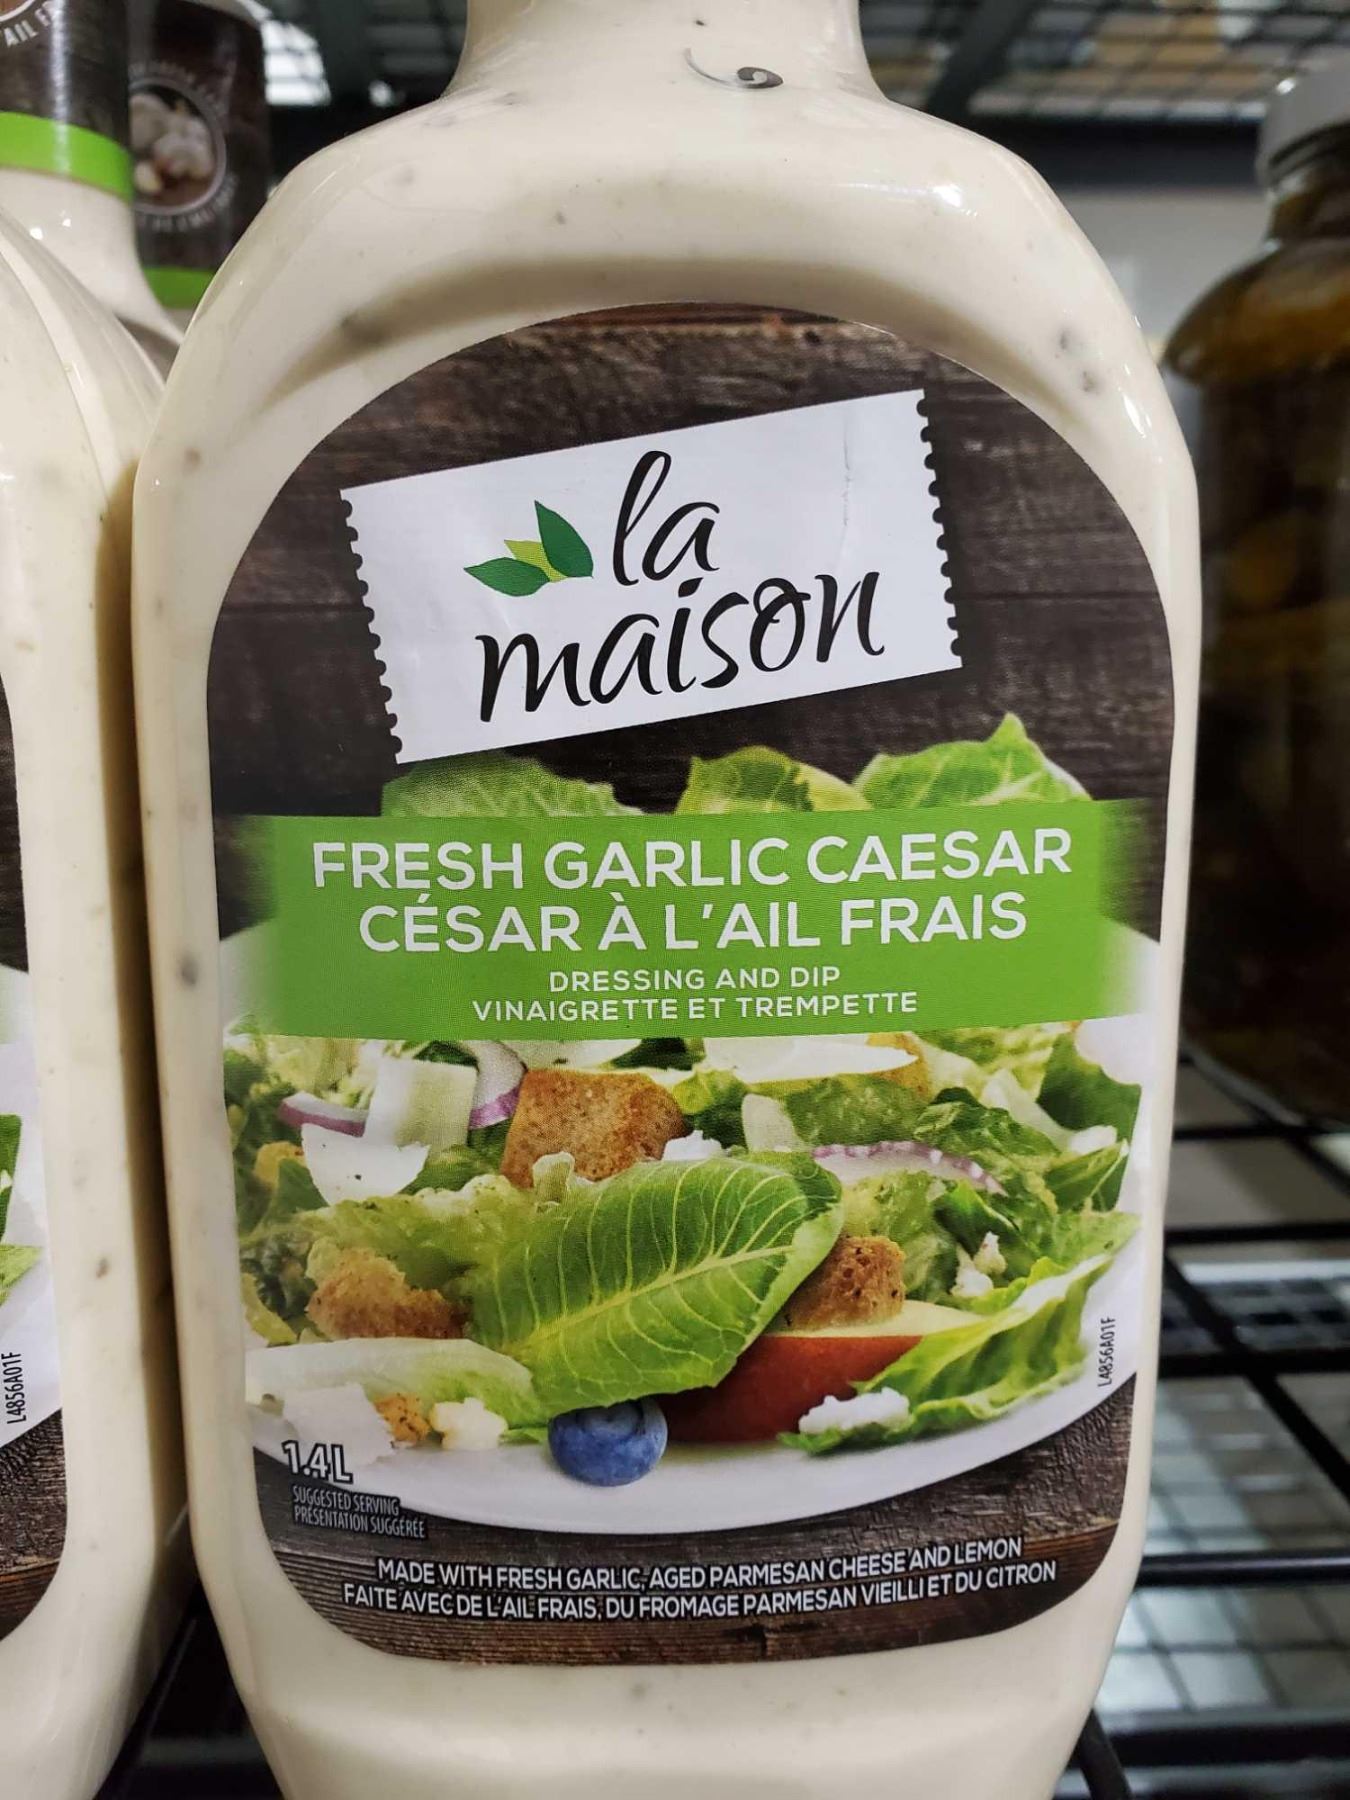 la
maison
FRESH GARLIC CAESAR
CÉSAR À L'AIL FRAIS
DRESSING AND DIP
VINAIGRETTE ET TREMPETTE
L4856A01F
L4856A01F
1.4 L
SUGGESTED SERVING
PRÉSENTATION SUGGÉRÉE
MADE WITH FRESH GARLIC, AGED PARMESAN CHEESE AND LEMON
FAITE AVEC DE L'AIL FRAIS, DU FROMAGE PARMESAN VIEILLI ET DU CITRON